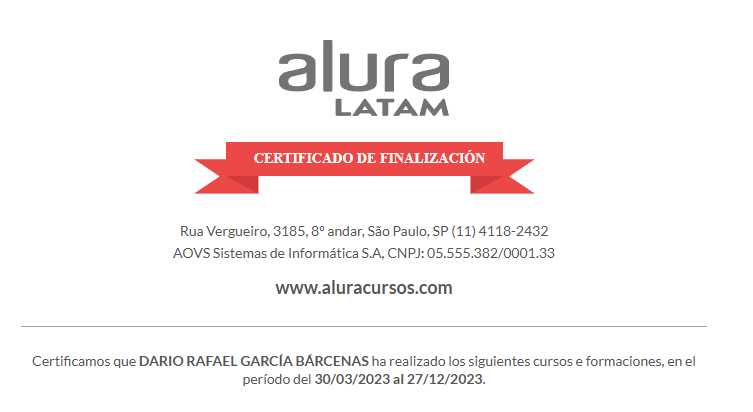 alura
LATAM
CERTIFICADO DE FINALIZACIÓN
Rua Vergueiro, 3185, 8º andar, São Paulo, SP (11) 4118-2432
AOVS Sistemas de Informática S.A, CNPJ: 05.555.382/0001.33
www.aluracursos.com
Certificamos que DARIO RAFAEL GARCÍA BÁRCENAS ha realizado los siguientes cursos e formaciones, en el
período del 30/03/2023 al 27/12/2023.